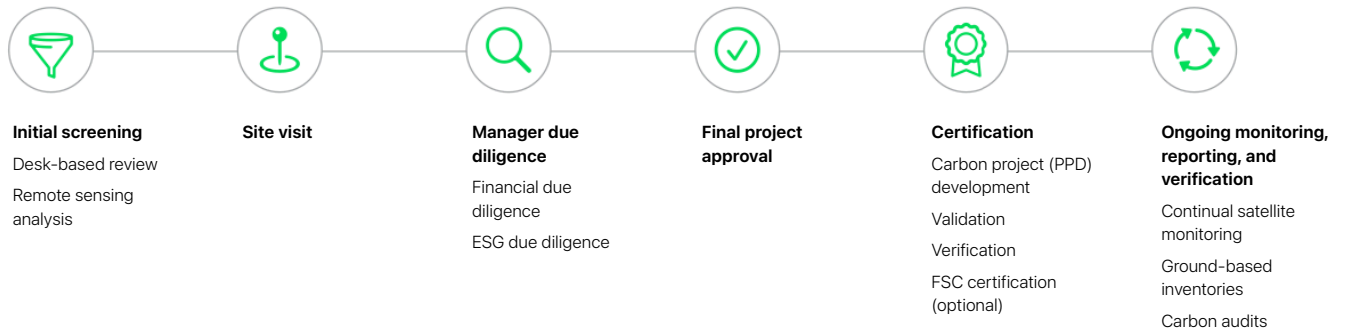 Initial screening
Desk-based review
Remote sensing
analysis
Site visit
Manager due
diligence
Financial due
diligence
ESG due diligence
Final project
approval
Certification
Carbon project (PPD)
development
Validation
Verification
FSC certification
(optional)
Ongoing monitoring,
reporting, and
verification
Continual satellite
monitoring
Ground-based
inventories
Carbon audits